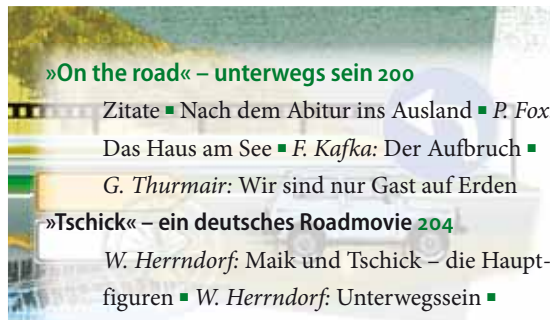 »On the road« – unterwegs sein 200
Zitate ▪ Nach dem Abitur ins Ausland ▪ P. Fox
Das Haus am See ▪ F. Kafka: Der Aufbruch ▪
G. Thurmair: Wir sind nur Gast auf Erden
»Tschick« – ein deutsches Roadmovie 204
W. Herrndorf: Maik und Tschick – die Haupt-
figuren ▪ W. Herrndorf: Unterwegssein ▪